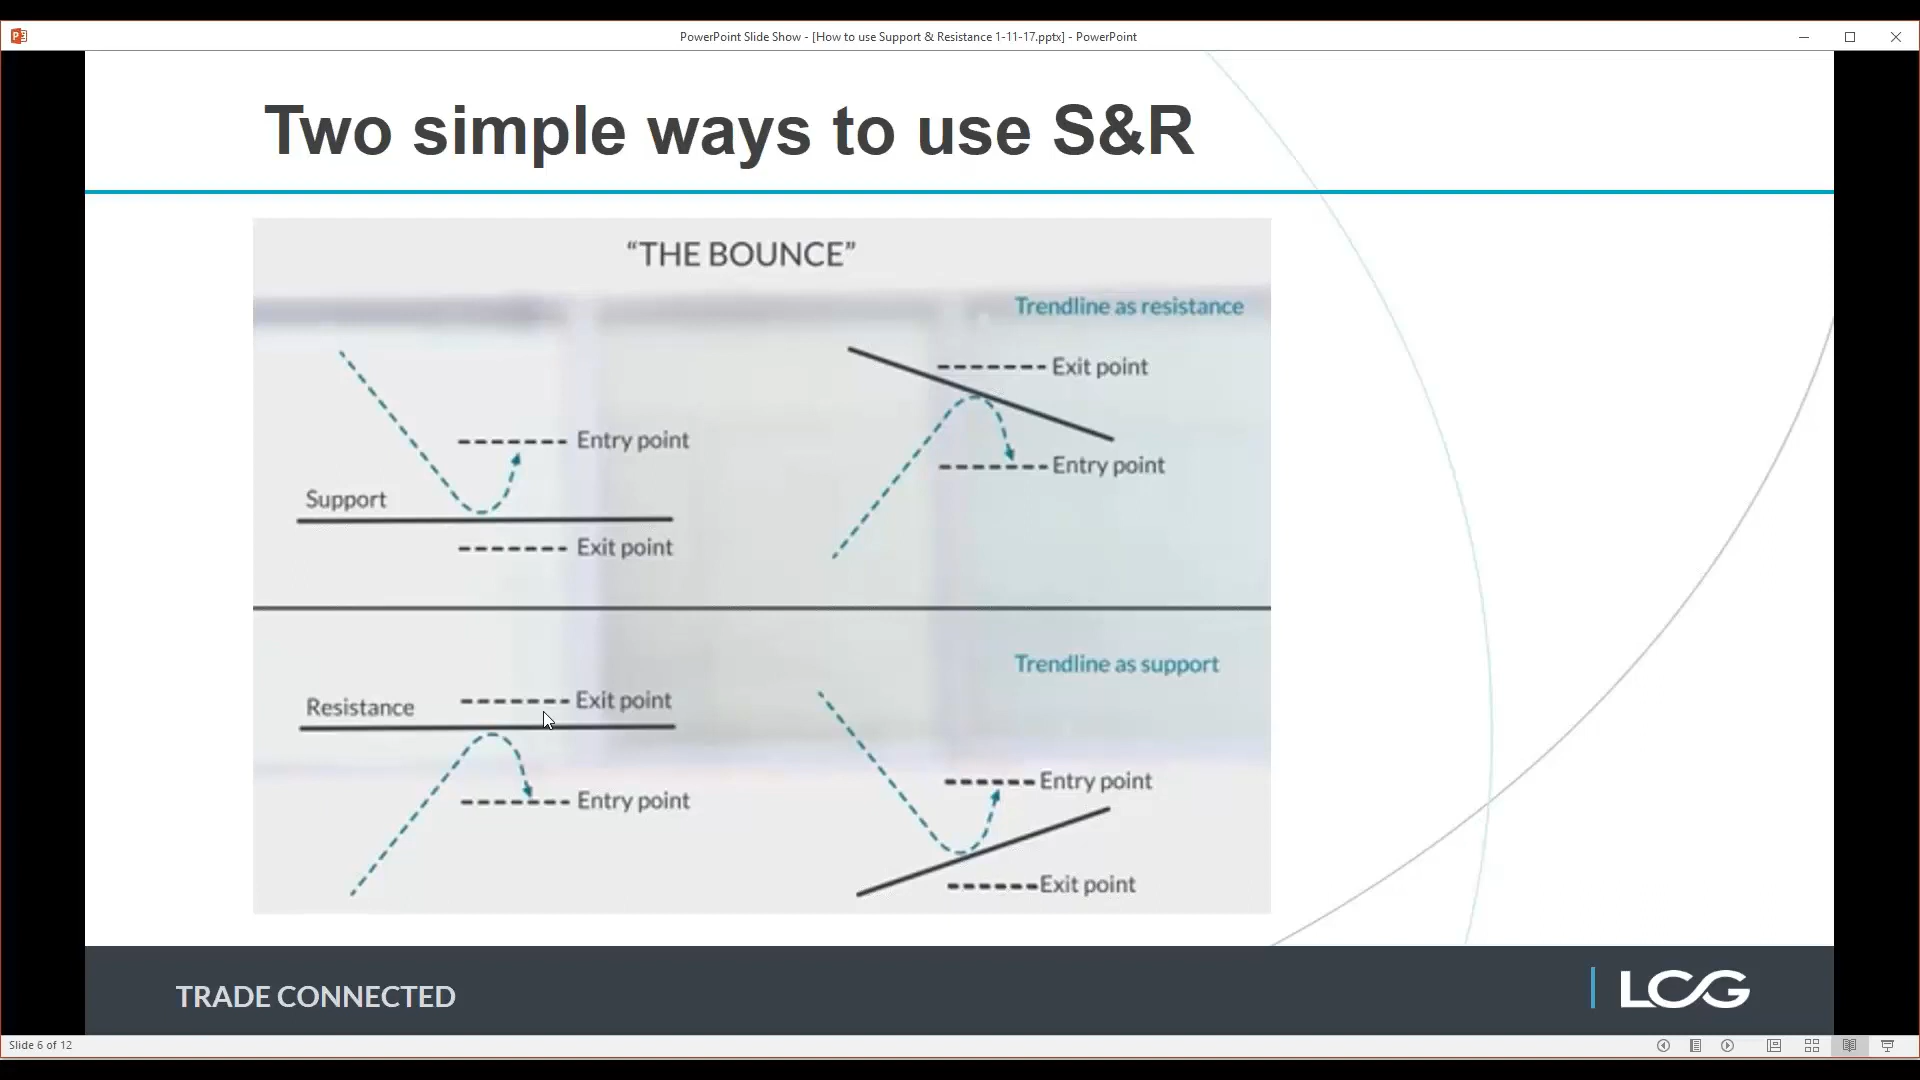 PowerPoint Slide Show - [How to use Support & Resistance 1-11-17.pptx] - PowerPoint
Two simple ways to use S&R
“THE BOUNCE”
Trendline as resistance
Exit point
Entry point
Entry point
Support
Exit point
Trendline as support
Resistance
Exit point
Entry point
Entry point
Exit point
TRADE CONNECTED
LCG
Slide 6 of 12